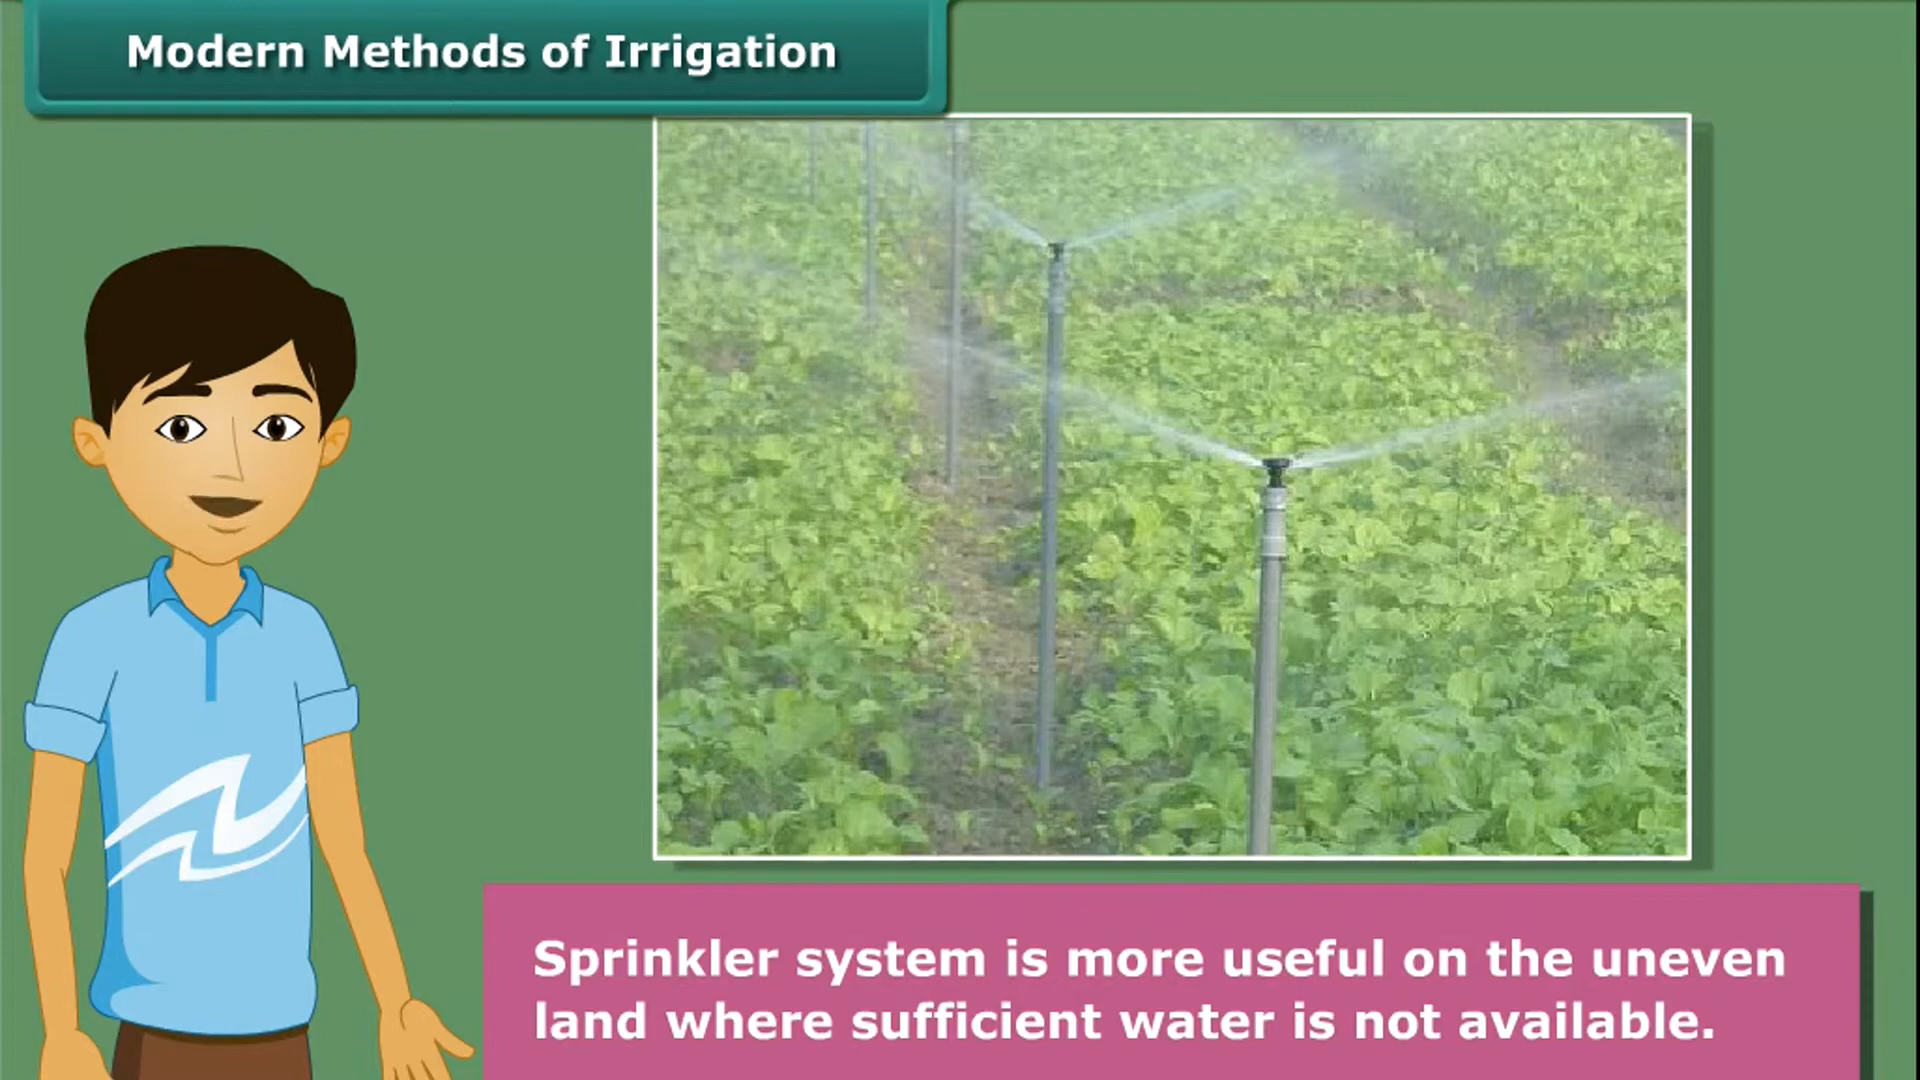 Modern Methods of Irrigation
Sprinkler system is more useful on the uneven
land where sufficient water is not available.